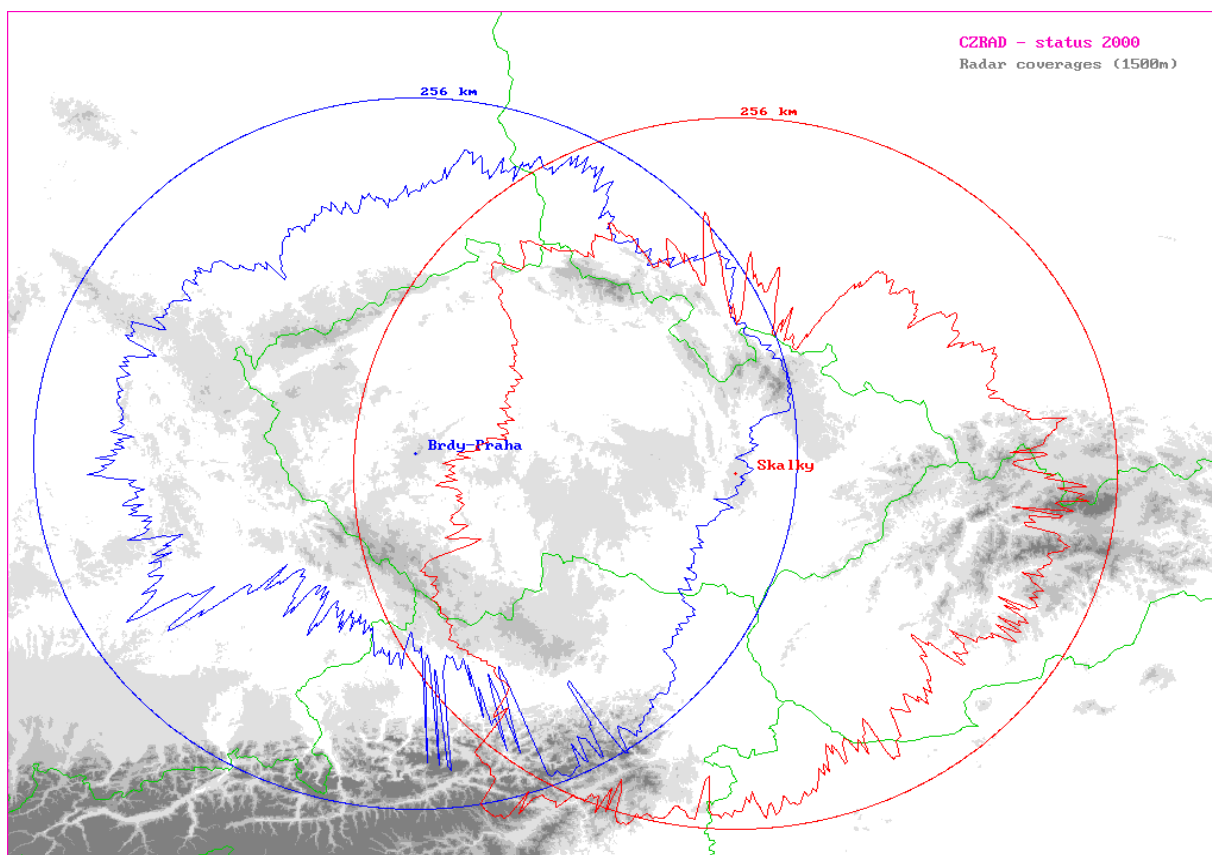 CZRAD - status 2000
Radar coverages (1500m)
256 km
256 km
Brdy-Praha
Skalky